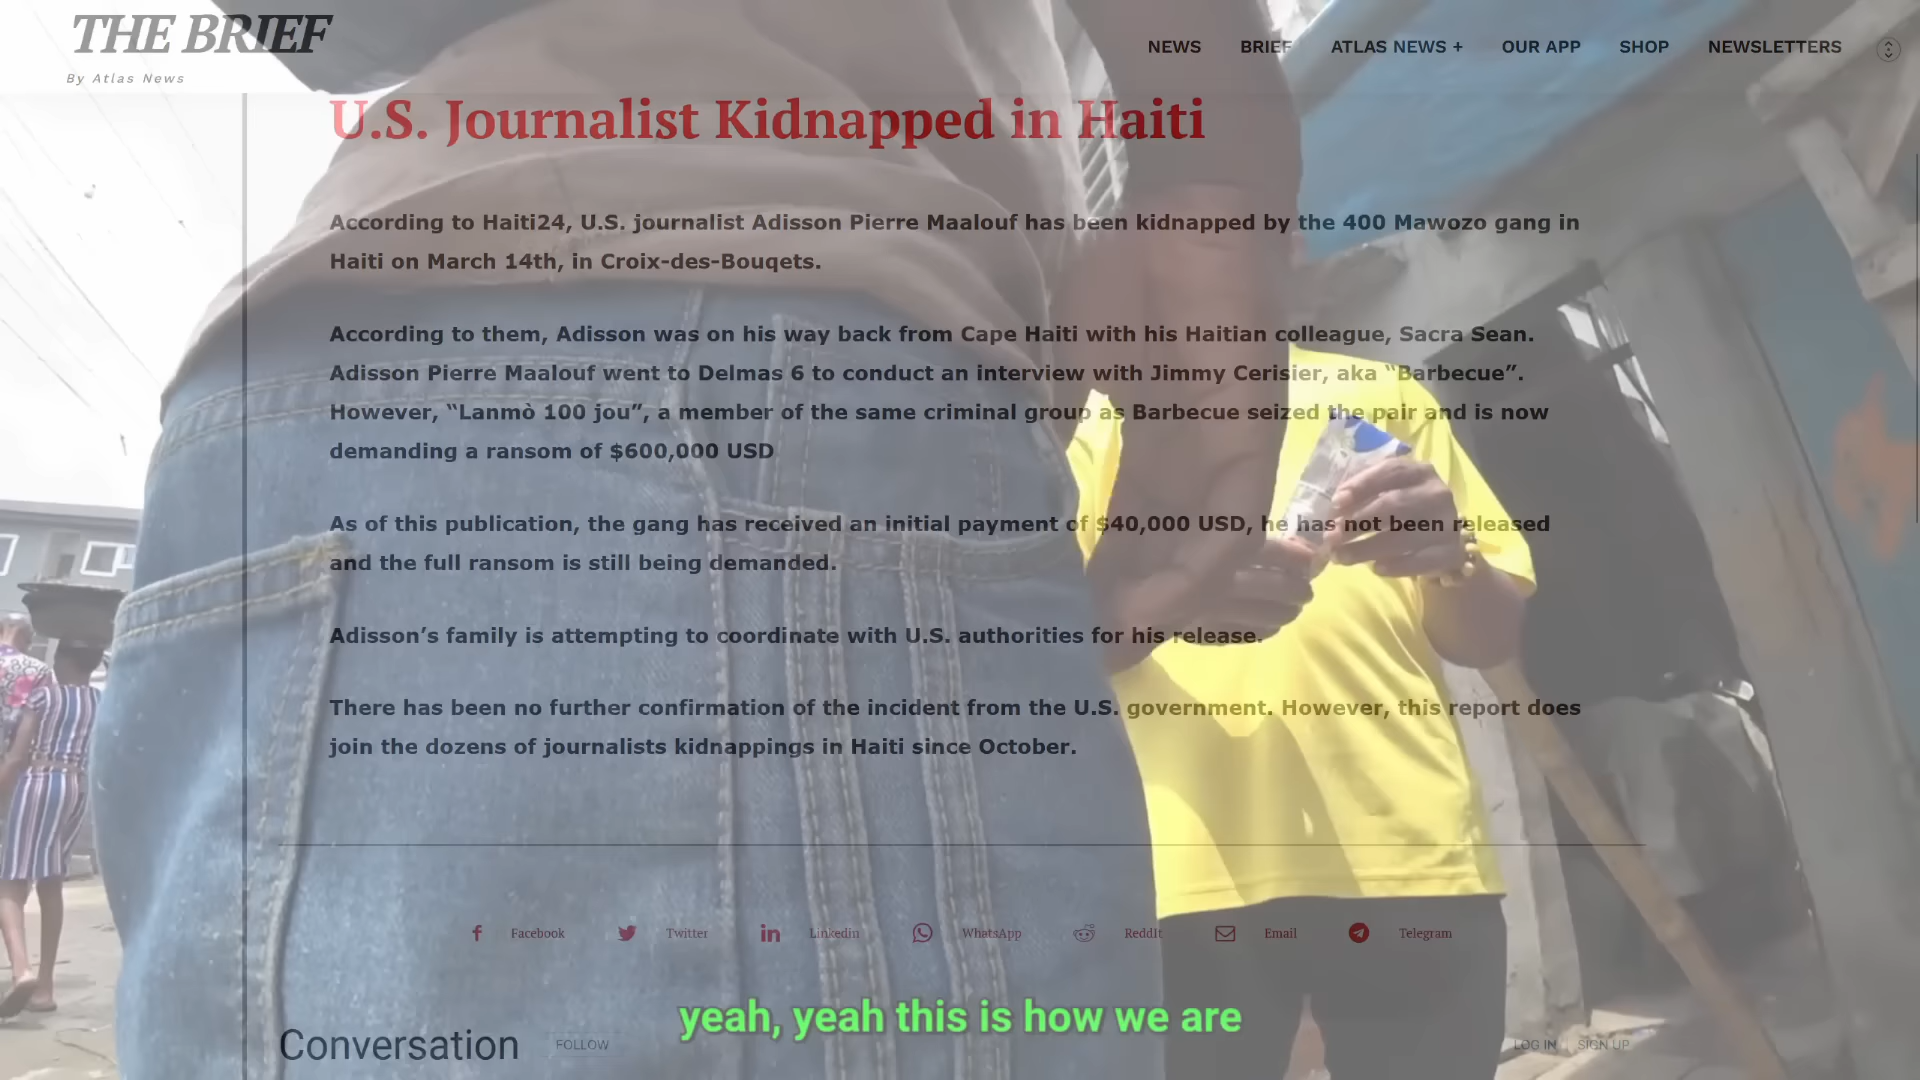 THE BRIEF
By Atlas News
NEWS BRIEF ATLAS NEWS + OUR APP SHOP NEWSLETTERS
U.S. Journalist Kidnapped in Haiti
According to Haiti24, U.S. journalist Adisson Pierre Maalouf has been kidnapped by the 400 Mawozo gang in
Haiti on March 14th, in Croix-des-Bouqets.
According to them, Adisson was on his way back from Cape Haiti with his Haitian colleague, Sacra Sean.
Adisson Pierre Maalouf went to Delmas 6 to conduct an interview with Jimmy Cerisier, aka “Barbecue”.
However, “Lanmò 100 jou”, a member of the same criminal group as Barbecue seized the pair and is now
demanding a ransom of $600,000 USD
As of this publication, the gang has received an initial payment of $40,000 USD, he has not been released
and the full ransom is still being demanded.
Adisson’s family is attempting to coordinate with U.S. authorities for his release.
There has been no further confirmation of the incident from the U.S. government. However, this report does
join the dozens of journalists kidnappings in Haiti since October.
Facebook Twitter Linkedin WhatsApp ReddIt Email Telegram
yeah, yeah this is how we are
Conversation FOLLOW LOG IN SIGN UP